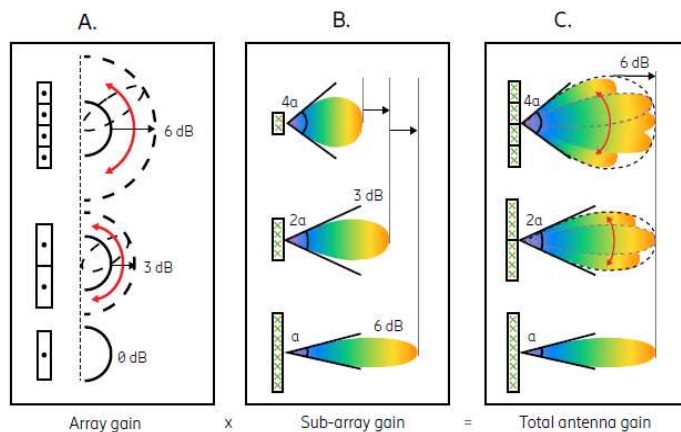 A.
B.
C.
6 dB
3 dB
0 dB
4a
3 dB
2a
6 dB
a
6 dB
4a
2a
a
Array gain x Sub-array gain = Total antenna gain